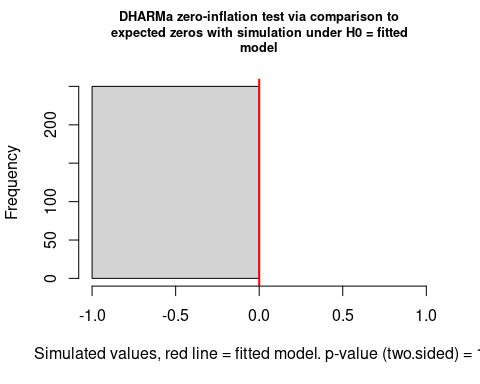 DHARMa zero-inflation test via comparison to
expected zeros with simulation under H0 = fitted
model
Frequency
200
100
50
0
-1.0 -0.5 0.0 0.5 1.0
Simulated values, red line = fitted model. p-value (two.sided) =